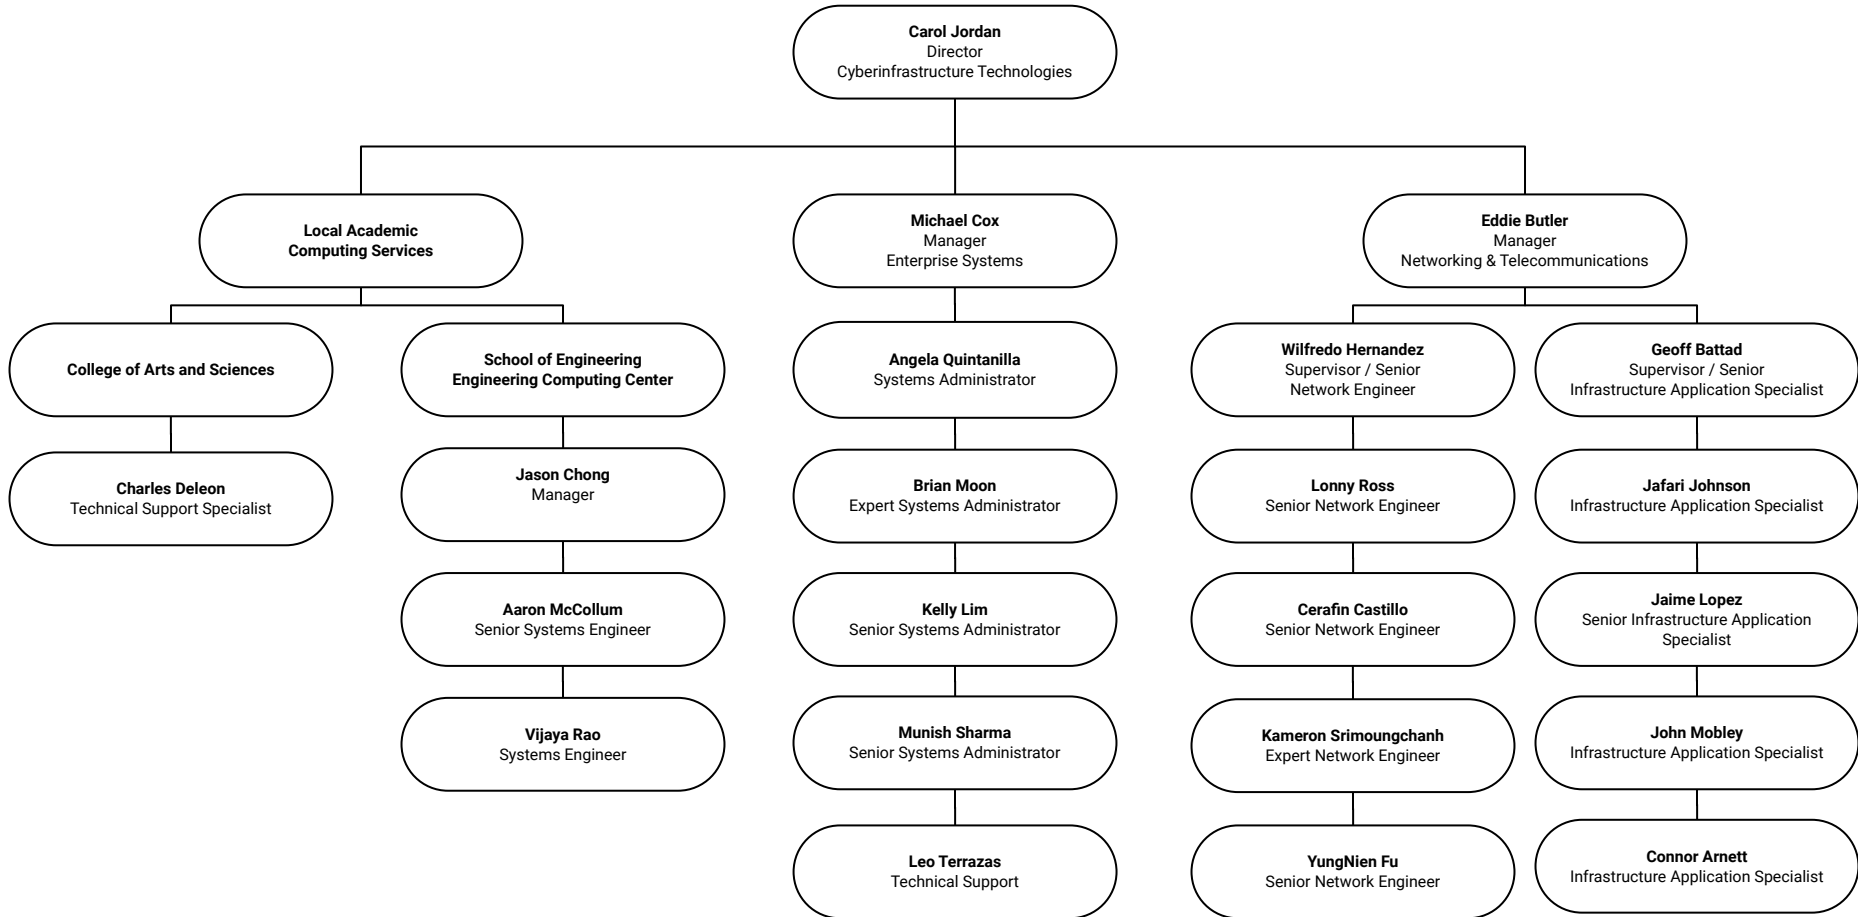 Carol Jordan
Director
Cyberinfrastructure Technologies
Local Academic
Computing Services
Michael Cox
Manager
Enterprise Systems
Eddie Butler
Manager
Networking & Telecommunications
College of Arts and Sciences
School of Engineering
Engineering Computing Center
Angela Quintanilla
Systems Administrator
Wilfredo Hernandez
Supervisor / Senior
Network Engineer
Geoff Battad
Supervisor / Senior
Infrastructure Application Specialist
Charles Deleon
Technical Support Specialist
Jason Chong
Manager
Brian Moon
Expert Systems Administrator
Lonny Ross
Senior Network Engineer
Jafari Johnson
Infrastructure Application Specialist
Aaron McCollum
Senior Systems Engineer
Kelly Lim
Senior Systems Administrator
Cerafin Castillo
Senior Network Engineer
Jaime Lopez
Senior Infrastructure Application
Specialist
Vijaya Rao
Systems Engineer
Munish Sharma
Senior Systems Administrator
Kameron Srimoungchanh
Expert Network Engineer
John Mobley
Infrastructure Application Specialist
Leo Terrazas
Technical Support
YungNien Fu
Senior Network Engineer
Connor Arnett
Infrastructure Application Specialist